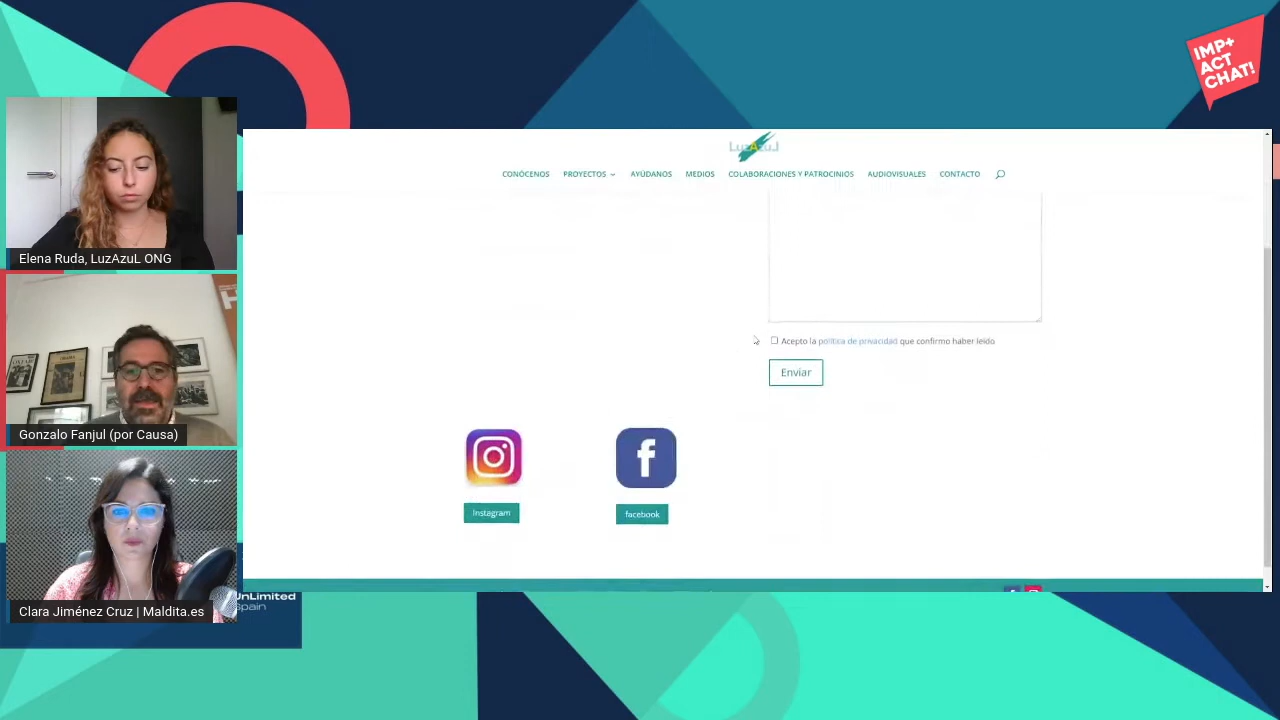 IMP+
ACT
CHAT!
LuzAzuL
CONÓCENOS PROYECTOS AYÚDANOS MEDIOS COLABORACIONES Y PATROCINIOS AUDIOVISUALES CONTACTO
Elena Ruda, LuzAzuL ONG
Acepto la política de privacidad que confirmo haber leído
Enviar
Gonzalo Fanjul (por Causa)
Instagram
facebook
UnLimited
Spain
Clara Jiménez Cruz | Maldita.es